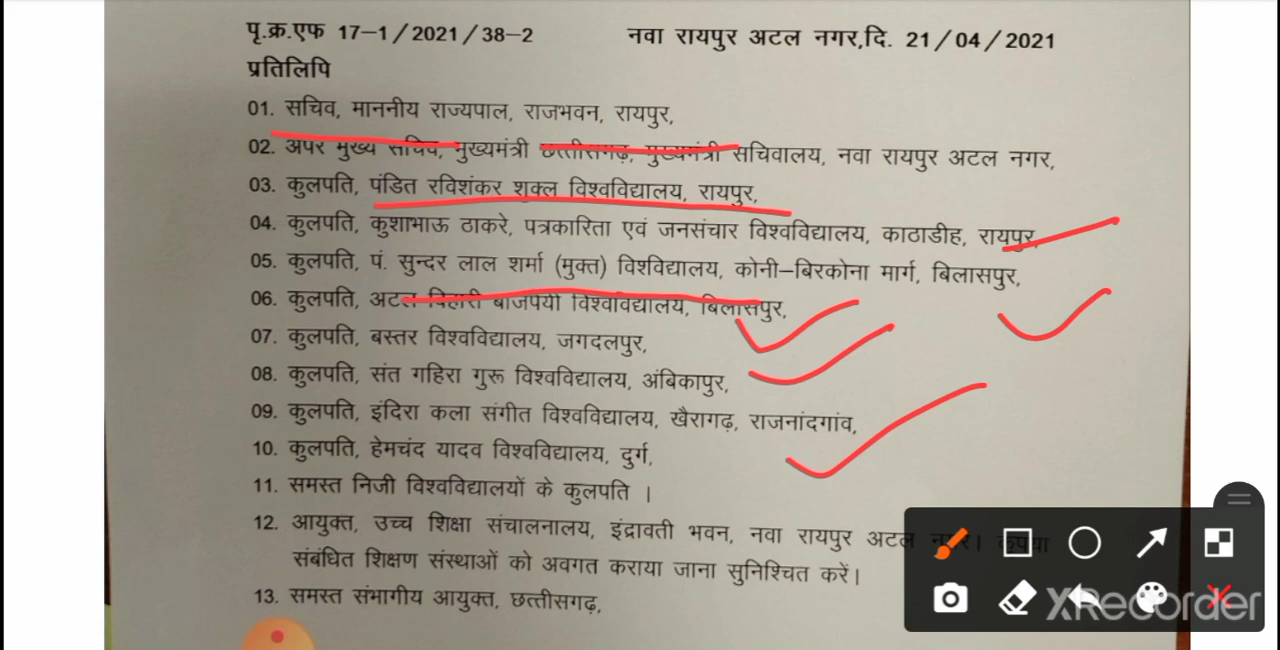 पृ.क्र.एफ 17–1/2021/38–2 नवा रायपुर अटल नगर,दि. 21/04/2021
प्रतिलिपि
01. सचिव, माननीय राज्यपाल, राजभवन, रायपुर,
02. अपर मुख्य सचिव, मुख्यमंत्री छत्तीसगढ़, मुख्यमंत्री सचिवालय, नवा रायपुर अटल नगर,
03. कुलपति, पंडित रविशंकर शुक्ल विश्वविद्यालय, रायपुर,
04. कुलपति, कुशाभाऊ ठाकरे, पत्रकारिता एवं जनसंचार विश्वविद्यालय, काठाडीह, रायपुर,
05. कुलपति, पं. सुन्दर लाल शर्मा (मुक्त) विश्विद्यालय, कोनी–बिरकोना मार्ग, बिलासपुर,
06. कुलपति, अटल बिहारी बाजपेयी विश्वविद्यालय, बिलासपुर,
07. कुलपति, बस्तर विश्वविद्यालय, जगदलपुर,
08. कुलपति, संत गहिरा गुरू विश्वविद्यालय, अंबिकापुर,
09. कुलपति, इंदिरा कला संगीत विश्वविद्यालय, खैरागढ़, राजनांदगांव,
10. कुलपति, हेमचंद यादव विश्वविद्यालय, दुर्ग,
11. समस्त निजी विश्वविद्यालयों के कुलपति ।
12. आयुक्त, उच्च शिक्षा संचालनालय, इंद्रावती भवन, नवा रायपुर अटल नगर। कृपया
संबंधित शिक्षण संस्थाओं को अवगत कराया जाना सुनिश्चित करें।
13. समस्त संभागीय आयुक्त, छत्तीसगढ़,
XRecorder